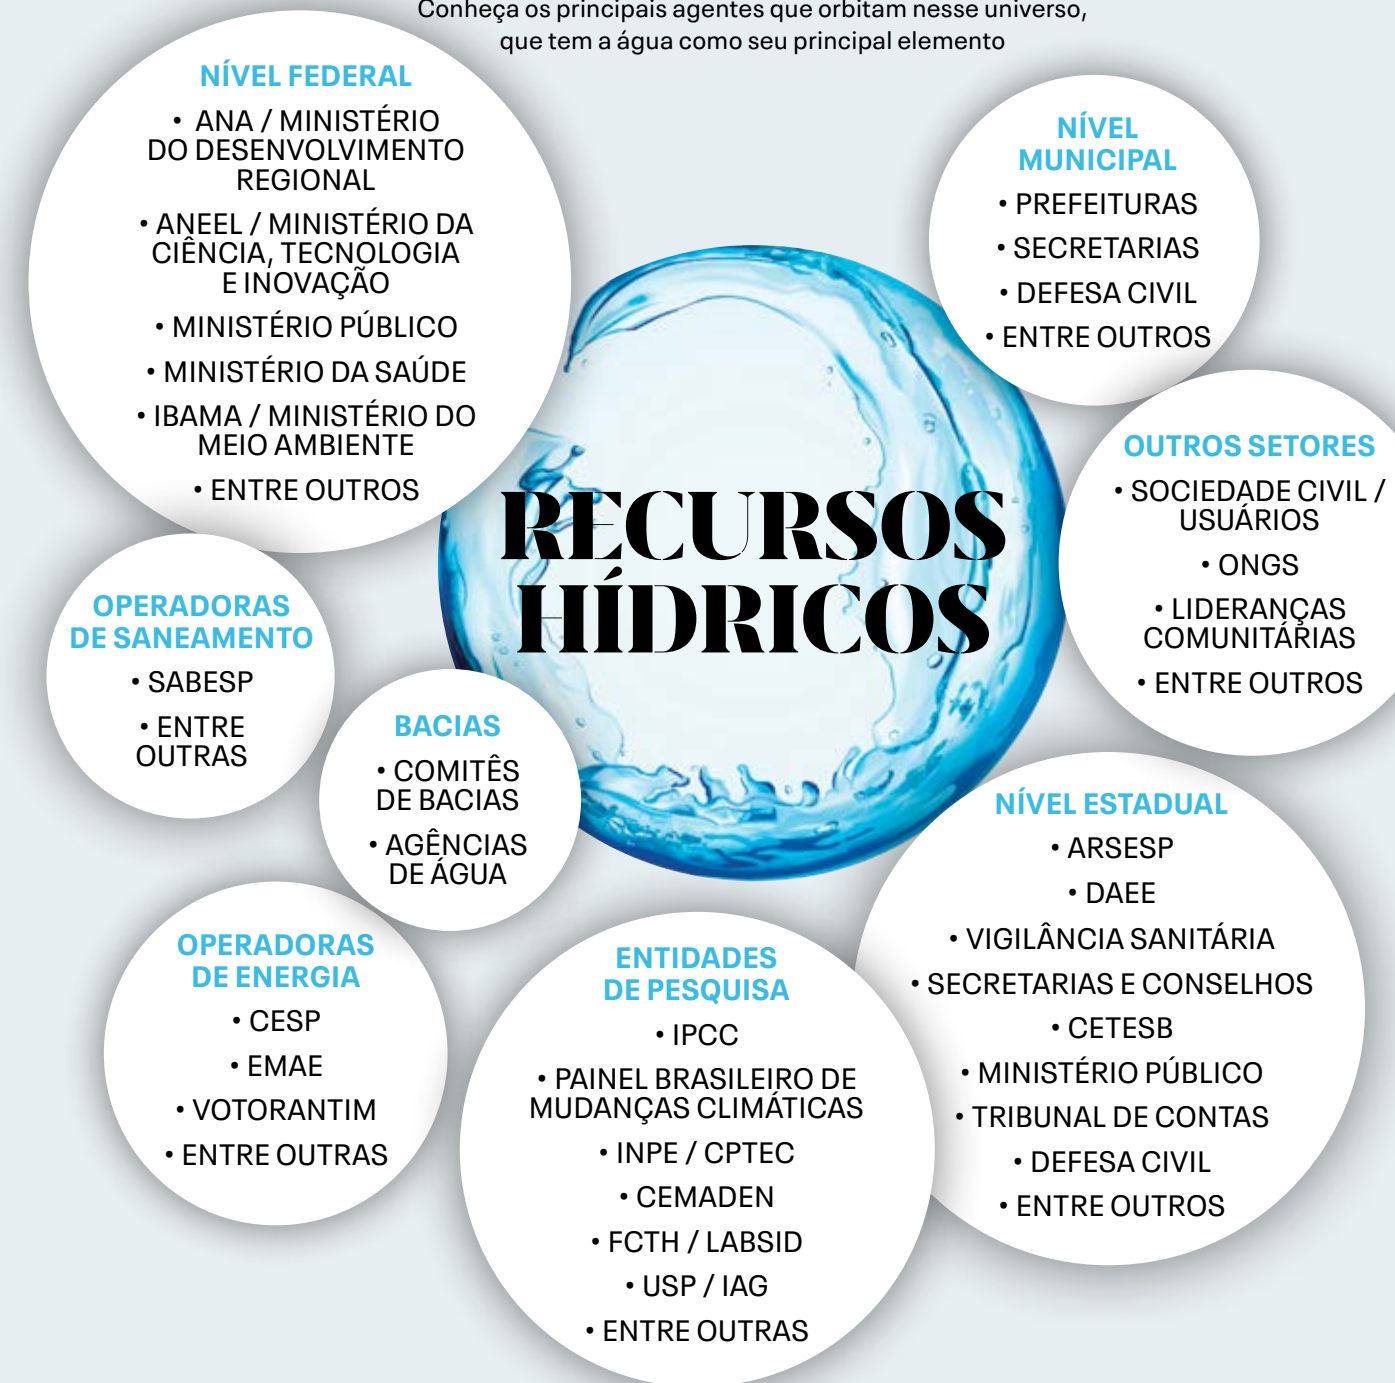 Conheça os principais agentes que orbitam nesse universo,
que tem a água como seu principal elemento
NÍVEL FEDERAL
• ANA / MINISTÉRIO
DO DESENVOLVIMENTO
REGIONAL
• ANEEL / MINISTÉRIO DA
CIÊNCIA, TECNOLOGIA
E INOVAÇÃO
• MINISTÉRIO PÚBLICO
• MINISTÉRIO DA SAÚDE
• IBAMA / MINISTÉRIO DO
MEIO AMBIENTE
• ENTRE OUTROS
NÍVEL
MUNICIPAL
• PREFEITURAS
• SECRETARIAS
• DEFESA CIVIL
• ENTRE OUTROS
OUTROS SETORES
• SOCIEDADE CIVIL /
USUÁRIOS
• ONGS
• LIDERANÇAS
COMUNITÁRIAS
• ENTRE OUTROS
RECURSOS
HÍDRICOS
OPERADORAS
DE SANEAMENTO
• SABESP
• ENTRE
OUTRAS
BACIAS
• COMITÊS
DE BACIAS
• AGÊNCIAS
DE ÁGUA
NÍVEL ESTADUAL
• ARSESP
• DAEE
• VIGILÂNCIA SANITÁRIA
• SECRETARIAS E CONSELHOS
• CETESB
• MINISTÉRIO PÚBLICO
• TRIBUNAL DE CONTAS
• DEFESA CIVIL
• ENTRE OUTROS
OPERADORAS
DE ENERGIA
• CESP
• EMAE
• VOTORANTIM
• ENTRE OUTRAS
ENTIDADES
DE PESQUISA
• IPCC
• PAINEL BRASILEIRO DE
MUDANÇAS CLIMÁTICAS
• INPE / CPTEC
• CEMADEN
• FCTH / LABSID
• USP / IAG
• ENTRE OUTRAS